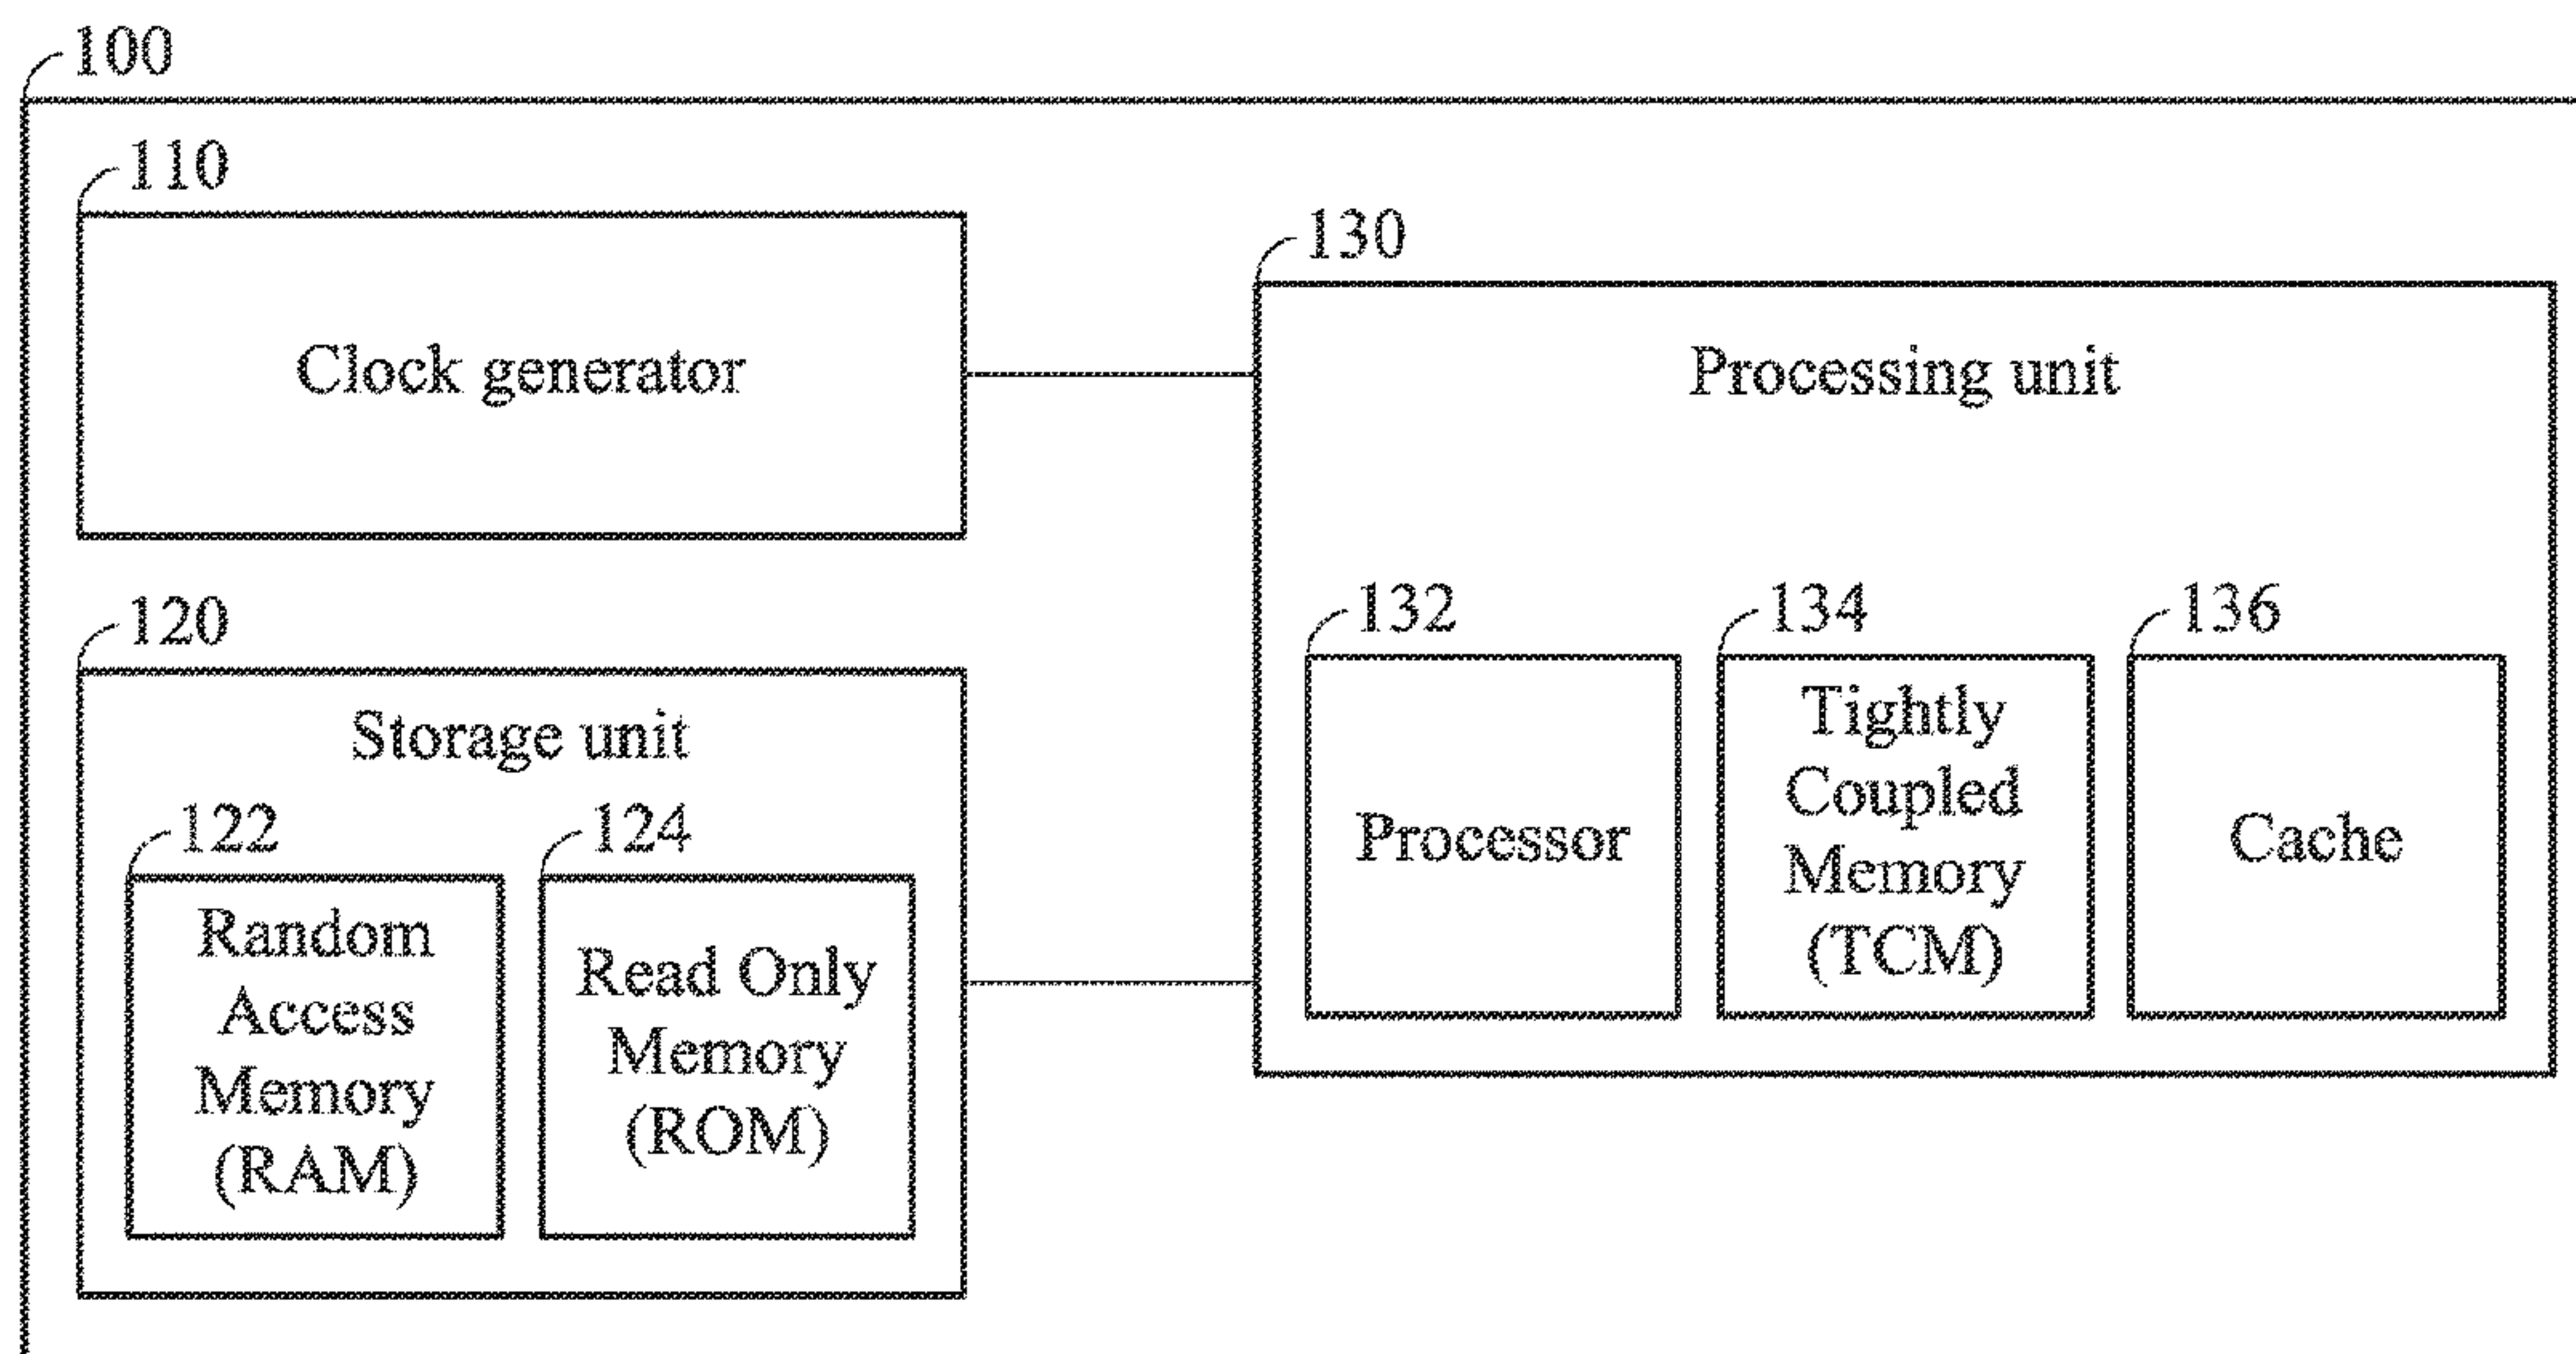 100
110
Clock generator
120
Storage unit
122
Random
Access
Memory
(RAM)
124
Read Only
Memory
(ROM)
130
Processing unit
132
Processor
134
Tightly
Coupled
Memory
(TCM)
136
Cache